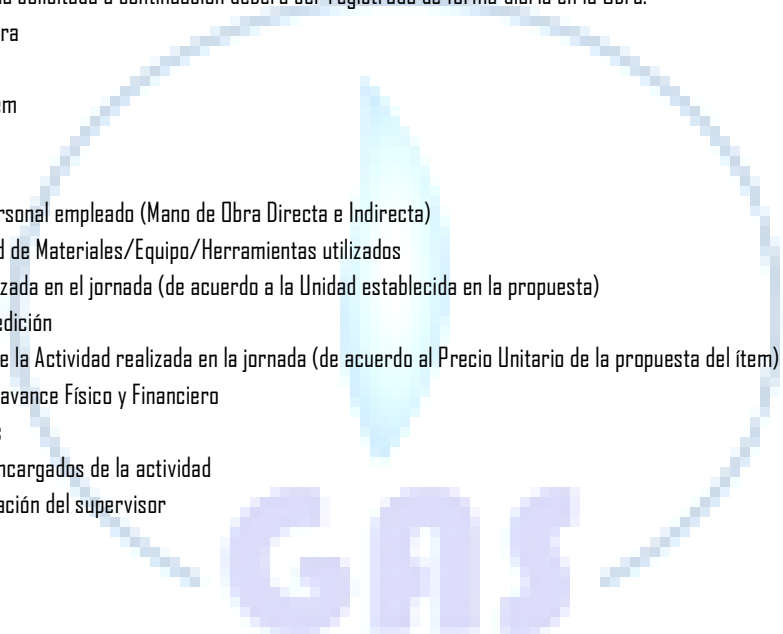 solicitado a continuación deberá ser registrada de forma diaria en la obra.
ra
em
rsonal empleado (Mano de Obra Directa e Indirecta)
d de Materiales/Equipo/Herramientas utilizados
zada en el jornada (de acuerdo a la Unidad establecida en la propuesta)
edición
e la Actividad realizada en la jornada (de acuerdo al Precio Unitario de la propuesta del ítem)
avance Físico y Financiero
s
ncargados de la actividad
ación del supervisor
GAS